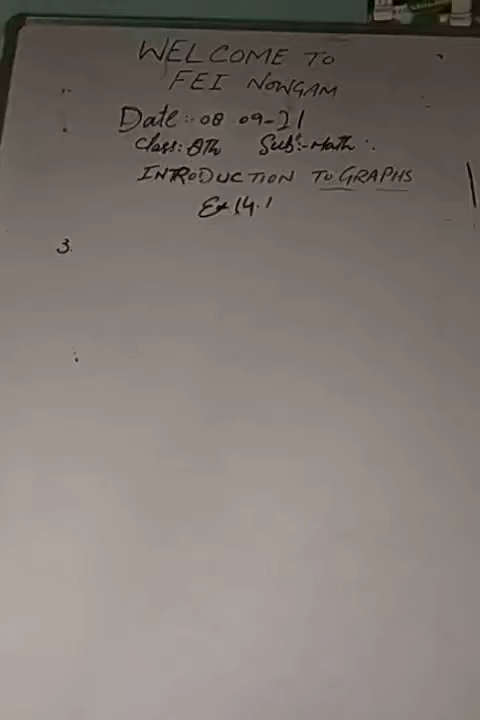 WELCOME TO
FEI NOWGAM
Date:- 08 09-21
Class: 8Th Sub:- Math
INTRODUCTION TO GRAPHS
Ex 14.1
3.